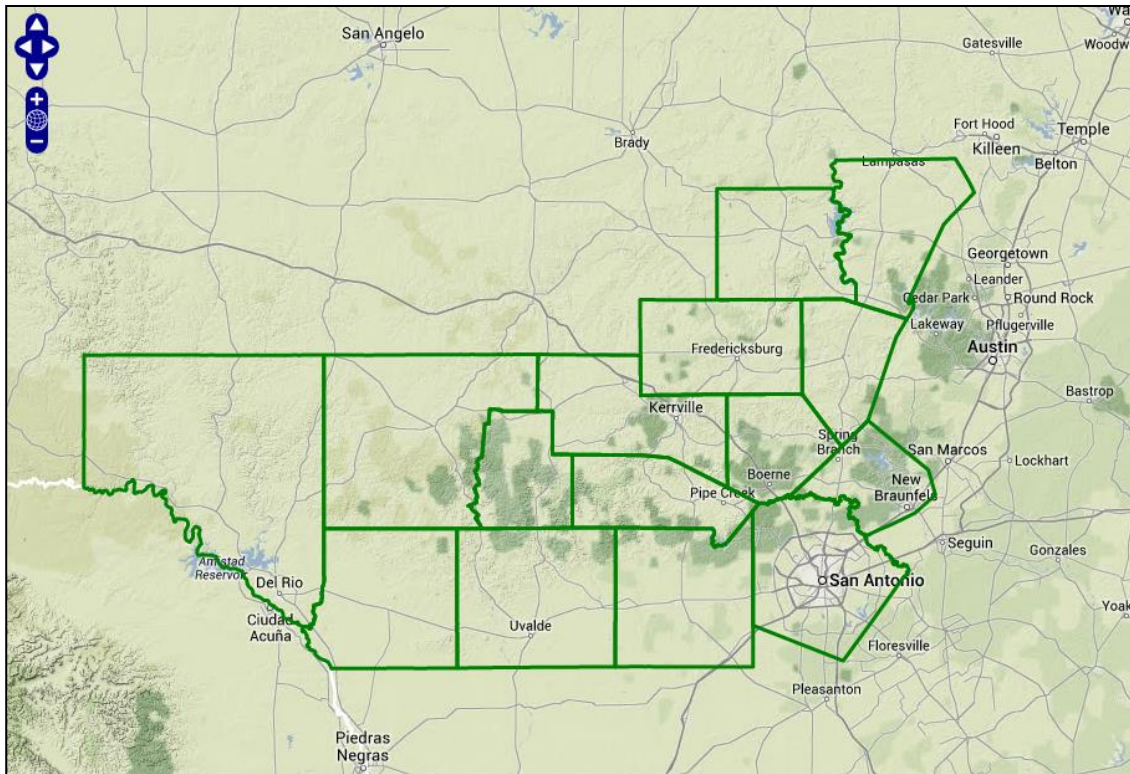 San Angelo
Gatesville
Wa
Woodw
Brady
Fort Hood
Killeen
Temple
Belton
Lampasas
Georgetown
Leander
Cedar Park
Round Rock
Lakeway
Pflugerville
Austin
Fredericksburg
Bastrop
Kerrville
Spring
Branch
San Marcos
Lockhart
Boerne
New
Braunfels
Pipe Creek
Seguin
Gonzales
Amistad
Reservoir
Del Rio
San Antonio
Ciudad
Acuña
Uvalde
Yoak
Floresville
Pleasanton
Piedras
Negras